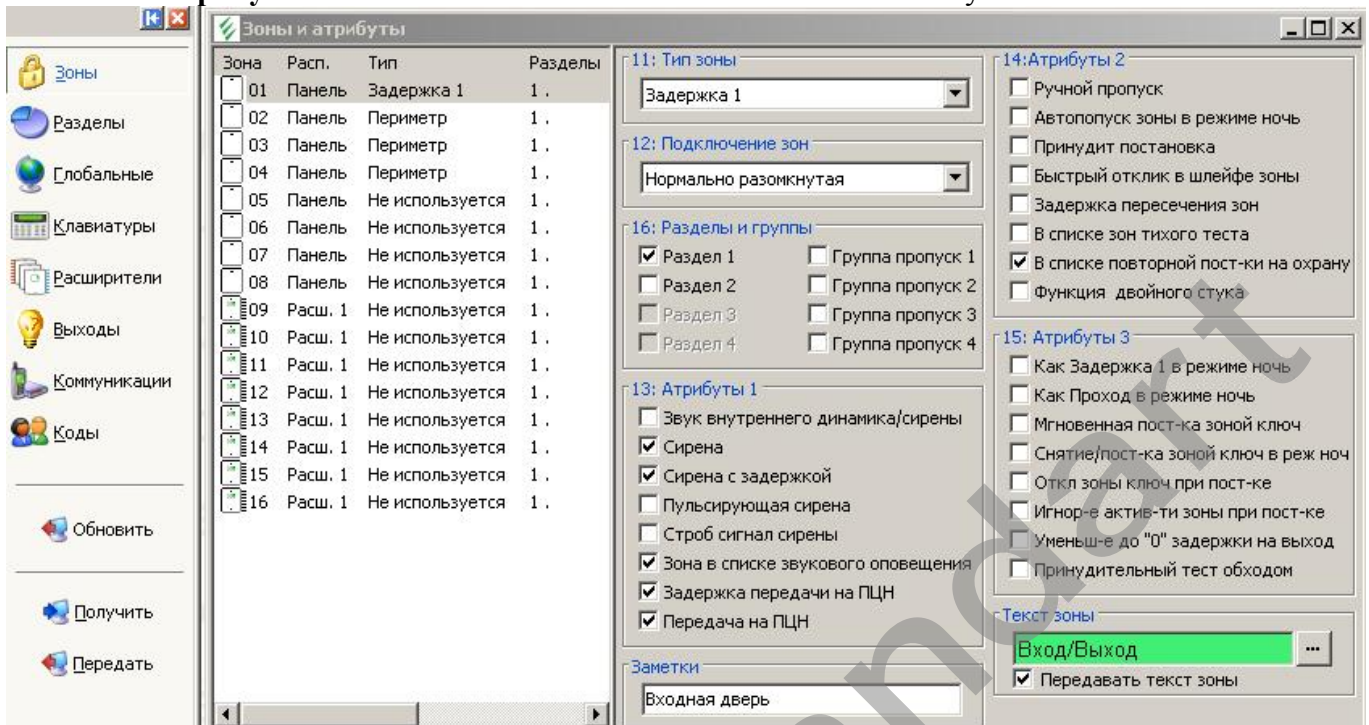 Зоны
Разделы
Глобальные
Клавиатуры
Расширители
Выходы
Коммуникации
Коды
Обновить
Получить
Передать
Зоны и атрибуты
Зона Расп. Тип Разделы
01 Панель Задержка 1 1 .
02 Панель Периметр 1 .
03 Панель Периметр 1 .
04 Панель Периметр 1 .
05 Панель Не используется 1 .
06 Панель Не используется 1 .
07 Панель Не используется 1 .
08 Панель Не используется 1 .
09 Расш. 1 Не используется 1 .
10 Расш. 1 Не используется 1 .
11 Расш. 1 Не используется 1 .
12 Расш. 1 Не используется 1 .
13 Расш. 1 Не используется 1 .
14 Расш. 1 Не используется 1 .
15 Расш. 1 Не используется 1 .
16 Расш. 1 Не используется 1 .
11: Тип зоны
Задержка 1
12: Подключение зон
Нормально разомкнутая
16: Разделы и группы
Раздел 1 Группа пропуск 1
Раздел 2 Группа пропуск 2
Раздел 3 Группа пропуск 3
Раздел 4 Группа пропуск 4
13: Атрибуты 1
Звук внутреннего динамика/сирены
Сирена
Сирена с задержкой
Пульсирующая сирена
Строб сигнал сирены
Зона в списке звукового оповещения
Задержка передачи на ПЦН
Передача на ПЦН
Заметки
Входная дверь
14:Атрибуты 2
Ручной пропуск
Автопопуск зоны в режиме ночь
Принудит постановка
Быстрый отклик в шлейфе зоны
Задержка пересечения зон
В списке зон тихого теста
В списке повторной пост-ки на охрану
Функция двойного стука
15: Атрибуты 3
Как Задержка 1 в режиме ночь
Как Проход в режиме ночь
Мгновенная пост-ка зоной ключ
Снятие/пост-ка зоной ключ в реж ноч
Откл зоны ключ при пост-ке
Игнор-е актив-ти зоны при пост-ке
Уменьш-е до "0" задержки на выход
Принудительный тест обходом
Текст зоны
Вход/Выход ...
Передавать текст зоны